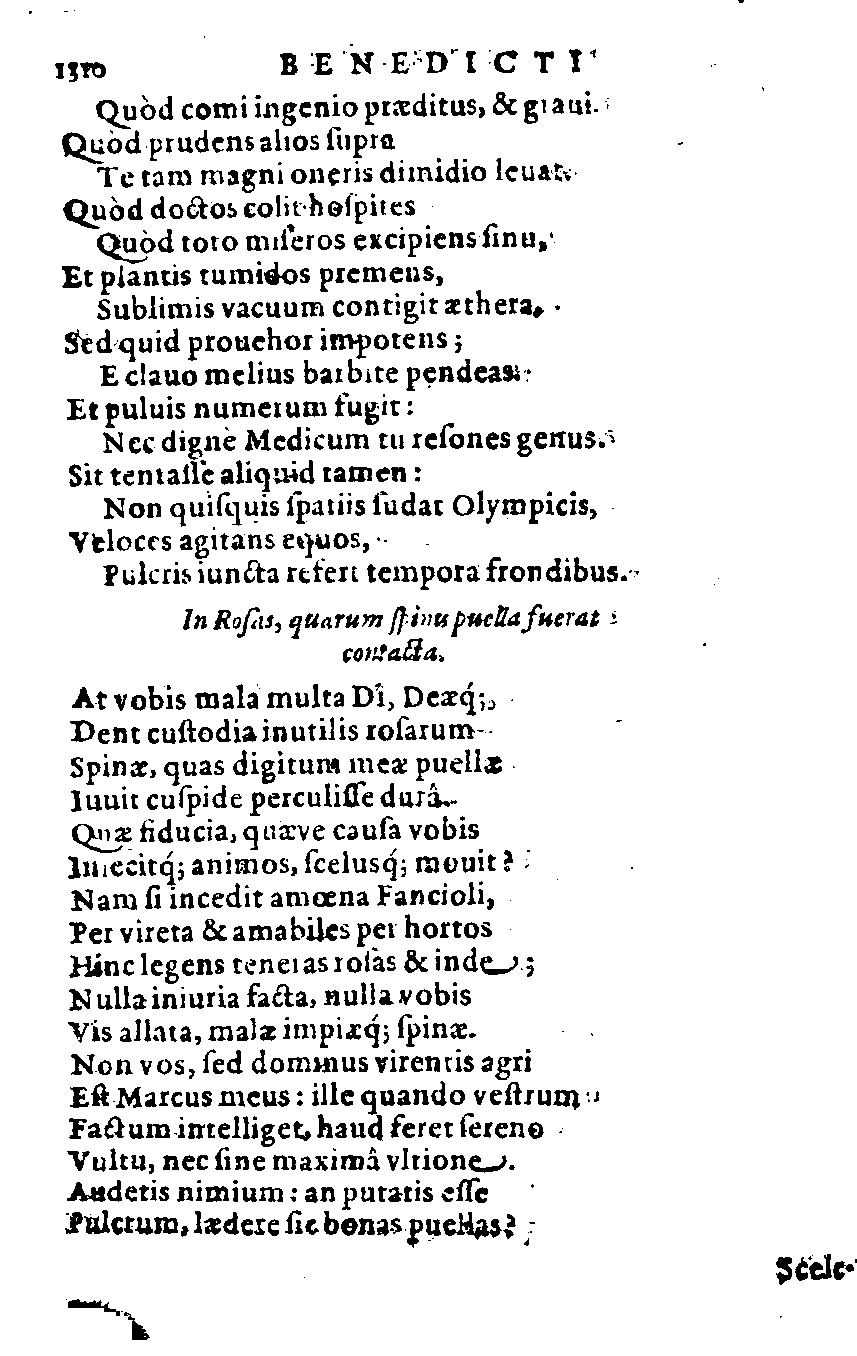 1310 BENEDICTI
Quòd comi ingenio præditus, & graui.
Quòd prudens alios ſupra
Te tam magni oneris dimidio leuat.
Quòd doctos colit hoſpites
Quòd toto miſeros excipiens ſinu,
Et plantis tumidos premens,
Sublimis vacuum contigit æthera.
Sed quid prouehor impotens;
E clauo melius barbite pendeas:
Et puluis numerum fugit:
Nec dignè Medicum tu reſones genus.
Sit tentaſſe aliquid tamen:
Non quiſquis ſpatiis ſudat Olympicis,
Veloces agitans equos,
Pulcris iuncta refert tempora frondibus.
In Roſas, quarum ſpinis puella fuerat
contacta.
At vobis mala multa Dî, Deæq́;,
Dent cuſtodia inutilis roſarum
Spinæ, quas digitum meæ puellæ
Iuuit cuſpide perculiſſe durâ.
Quæ fiducia, quæve cauſa vobis
Iniecitq́; animos, ſcelusq́; mouit?
Nam ſi incedit amœna Fancioli,
Per vireta & amabiles per hortos
Hinc legens teneras roſas & inde;
Nulla iniuria facta, nulla vobis
Vis allata, malæ impiæq́; ſpinæ.
Non vos, ſed dominus virentis agri
Eſt Marcus meus: ille quando veſtrum
Factum intelliget, haud feret ſereno
Vultu, nec ſine maximâ vltione.
Audetis nimium: an putatis eſſe
Pulcrum, lædere ſic bonas puellas?
Scele-